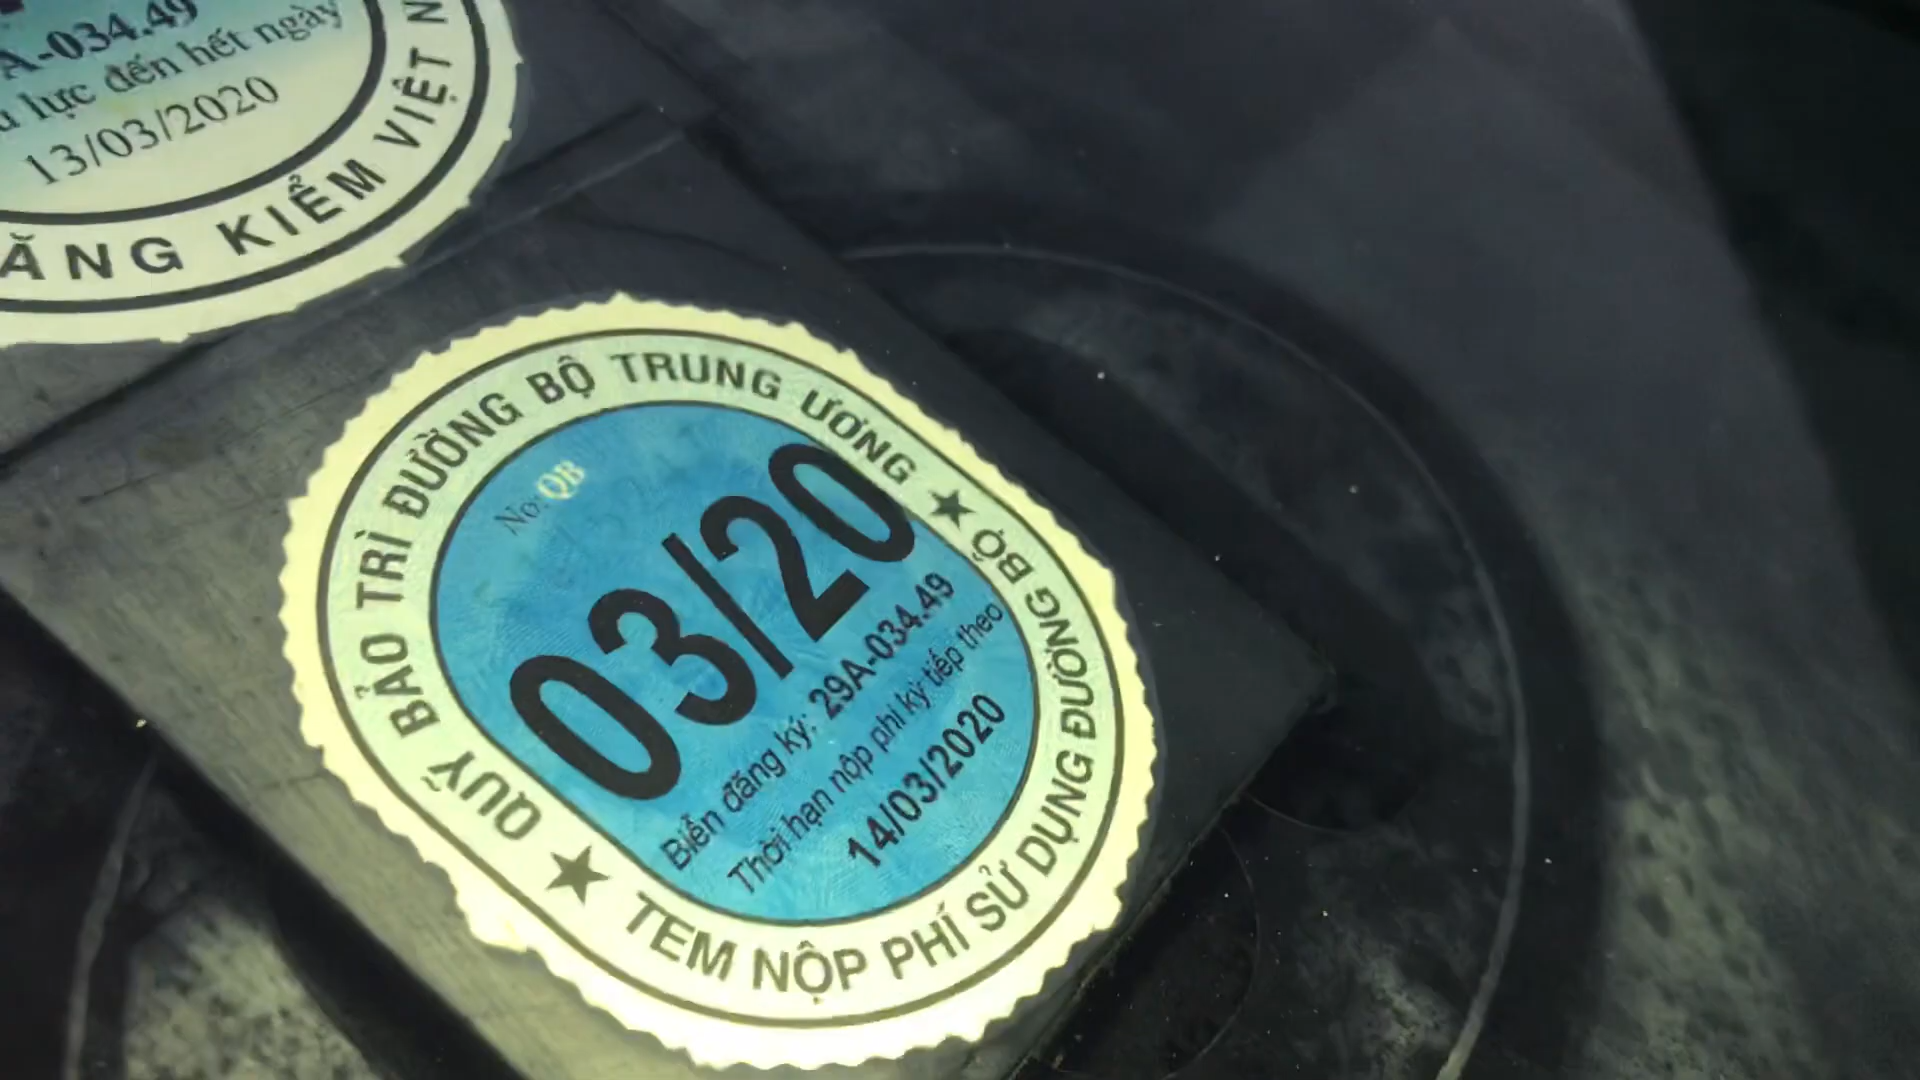 A-034.49
lực đến hết ngày
13/03/2020
ĐĂNG KIỂM VIỆT N
QUỸ BẢO TRÌ ĐƯỜNG BỘ TRUNG ƯƠNG
No: QB
03/20
Biển đăng ký: 29A-034.49
Thời hạn nộp phí kỳ tiếp theo
14/03/2020
TEM NỘP PHÍ SỬ DỤNG ĐƯỜNG BỘ